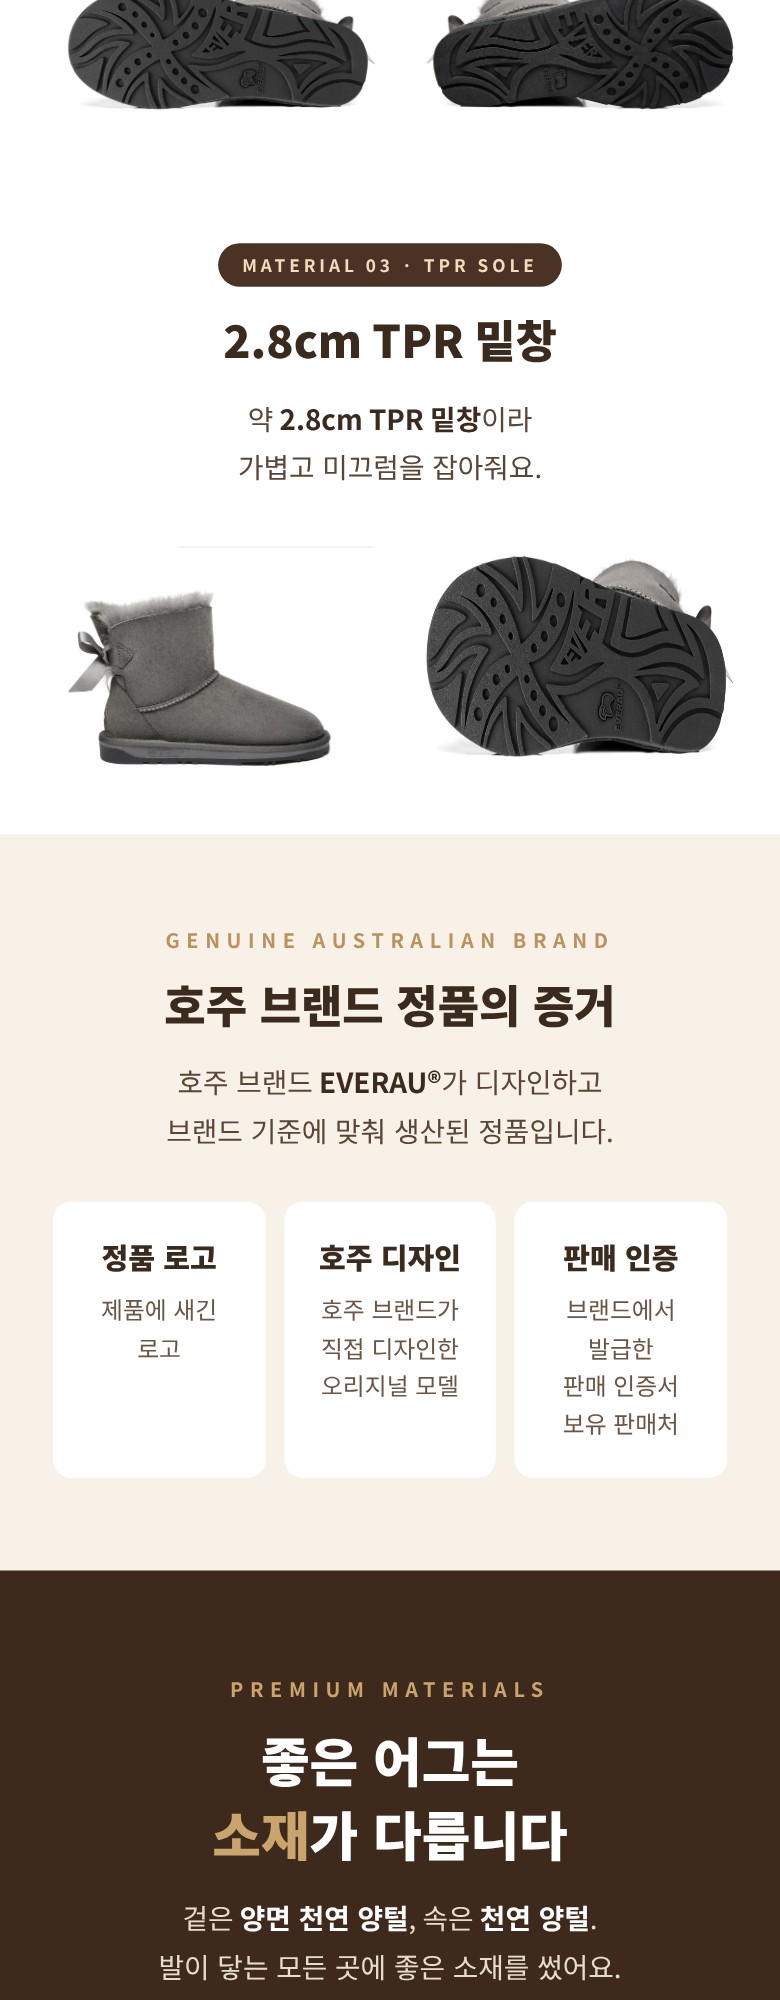 EVER
EVER
MATERIAL 03 · TPR SOLE
2.8cm TPR 밑창
약 2.8cm TPR 밑창이라
가볍고 미끄럼을 잡아줘요.
EVER
EVERAU
GENUINE AUSTRALIAN BRAND
호주 브랜드 정품의 증거
호주 브랜드 EVERAU®가 디자인하고
브랜드 기준에 맞춰 생산된 정품입니다.
정품 로고
제품에 새긴
로고
호주 디자인
호주 브랜드가
직접 디자인한
오리지널 모델
판매 인증
브랜드에서
발급한
판매 인증서
보유 판매처
PREMIUM MATERIALS
좋은 어그는
소재가 다릅니다
겉은 양면 천연 양털, 속은 천연 양털.
발이 닿는 모든 곳에 좋은 소재를 썼어요.